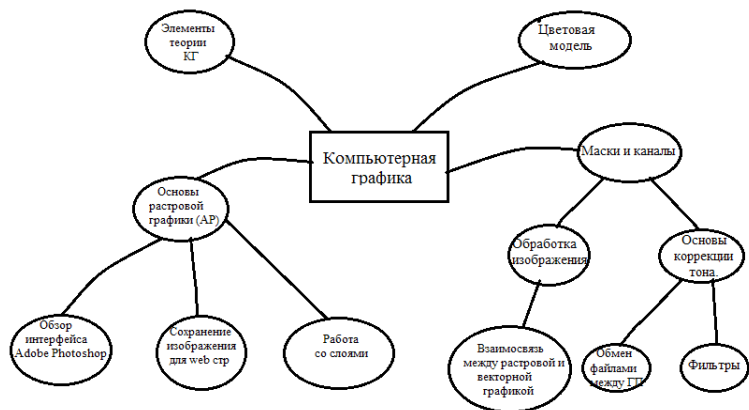 Элементы
теории
КГ
Цветовая
модель
Компьютерная
графика
Маски и каналы
Основы
растровой
графики (АР)
Обработка
изображения
Основы
коррекции
тона.
Обзор
интерфейса
Adobe Photoshop
Сохранение
изображения
для web стр
Работа
со слоями
Взаимосвязь
между растровой и
векторной
графикой
Обмен
файлами
между ГП
Фильтры